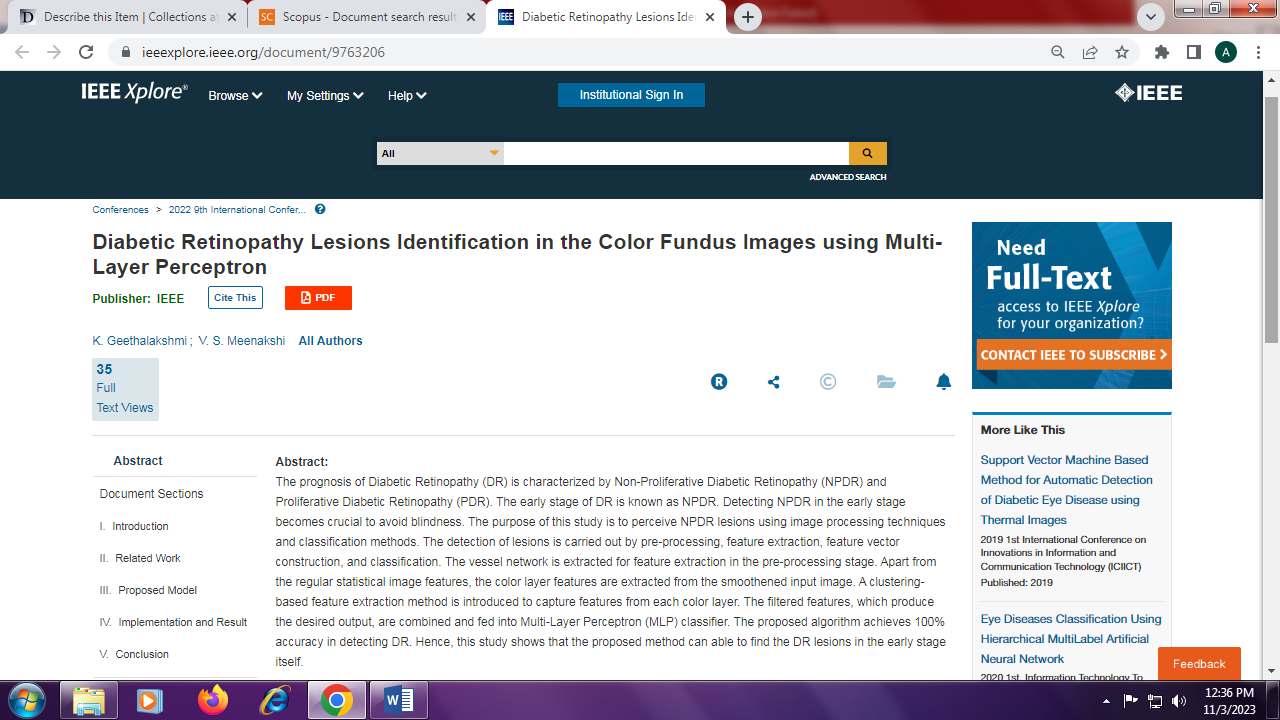 Describe this Item | Collections at
SC Scopus - Document search result
IEEE Diabetic Retinopathy Lesions Ide
ieeexplore.ieee.org/document/9763206
A
IEEE Xplore®
Browse
My Settings
Help
Institutional Sign In
IEEE
All
ADVANCED SEARCH
Conferences > 2022 9th International Confer...
Diabetic Retinopathy Lesions Identification in the Color Fundus Images using Multi-
Layer Perceptron
Publisher: IEEE
Cite This
PDF
K. Geethalakshmi ; V. S. Meenakshi All Authors
35
Full
Text Views
R
©
Abstract
Document Sections
I. Introduction
II. Related Work
III. Proposed Model
IV. Implementation and Result
V. Conclusion
Abstract:
The prognosis of Diabetic Retinopathy (DR) is characterized by Non-Proliferative Diabetic Retinopathy (NPDR) and
Proliferative Diabetic Retinopathy (PDR). The early stage of DR is known as NPDR. Detecting NPDR in the early stage
becomes crucial to avoid blindness. The purpose of this study is to perceive NPDR lesions using image processing techniques
and classification methods. The detection of lesions is carried out by pre-processing, feature extraction, feature vector
construction, and classification. The vessel network is extracted for feature extraction in the pre-processing stage. Apart from
the regular statistical image features, the color layer features are extracted from the smoothened input image. A clustering-
based feature extraction method is introduced to capture features from each color layer. The filtered features, which produce
the desired output, are combined and fed into Multi-Layer Perceptron (MLP) classifier. The proposed algorithm achieves 100%
accuracy in detecting DR. Hence, this study shows that the proposed method can able to find the DR lesions in the early stage
itself.
Need
Full-Text
access to IEEE Xplore
for your organization?
CONTACT IEEE TO SUBSCRIBE
More Like This
Support Vector Machine Based
Method for Automatic Detection
of Diabetic Eye Disease using
Thermal Images
2019 1st International Conference on
Innovations in Information and
Communication Technology (ICIICT)
Published: 2019
Eye Diseases Classification Using
Hierarchical MultiLabel Artificial
Neural Network
2020 1st. Information Technology To
Feedback
12:36 PM
11/3/2023